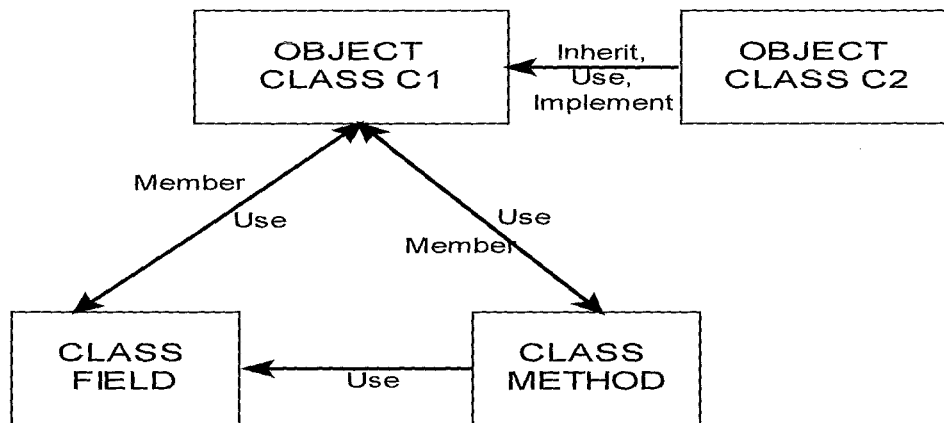 OBJECT
CLASS C1
Inherit,
Use,
Implement
OBJECT
CLASS C2
Member
Use
Use
Member
CLASS
FIELD
Use
CLASS
METHOD